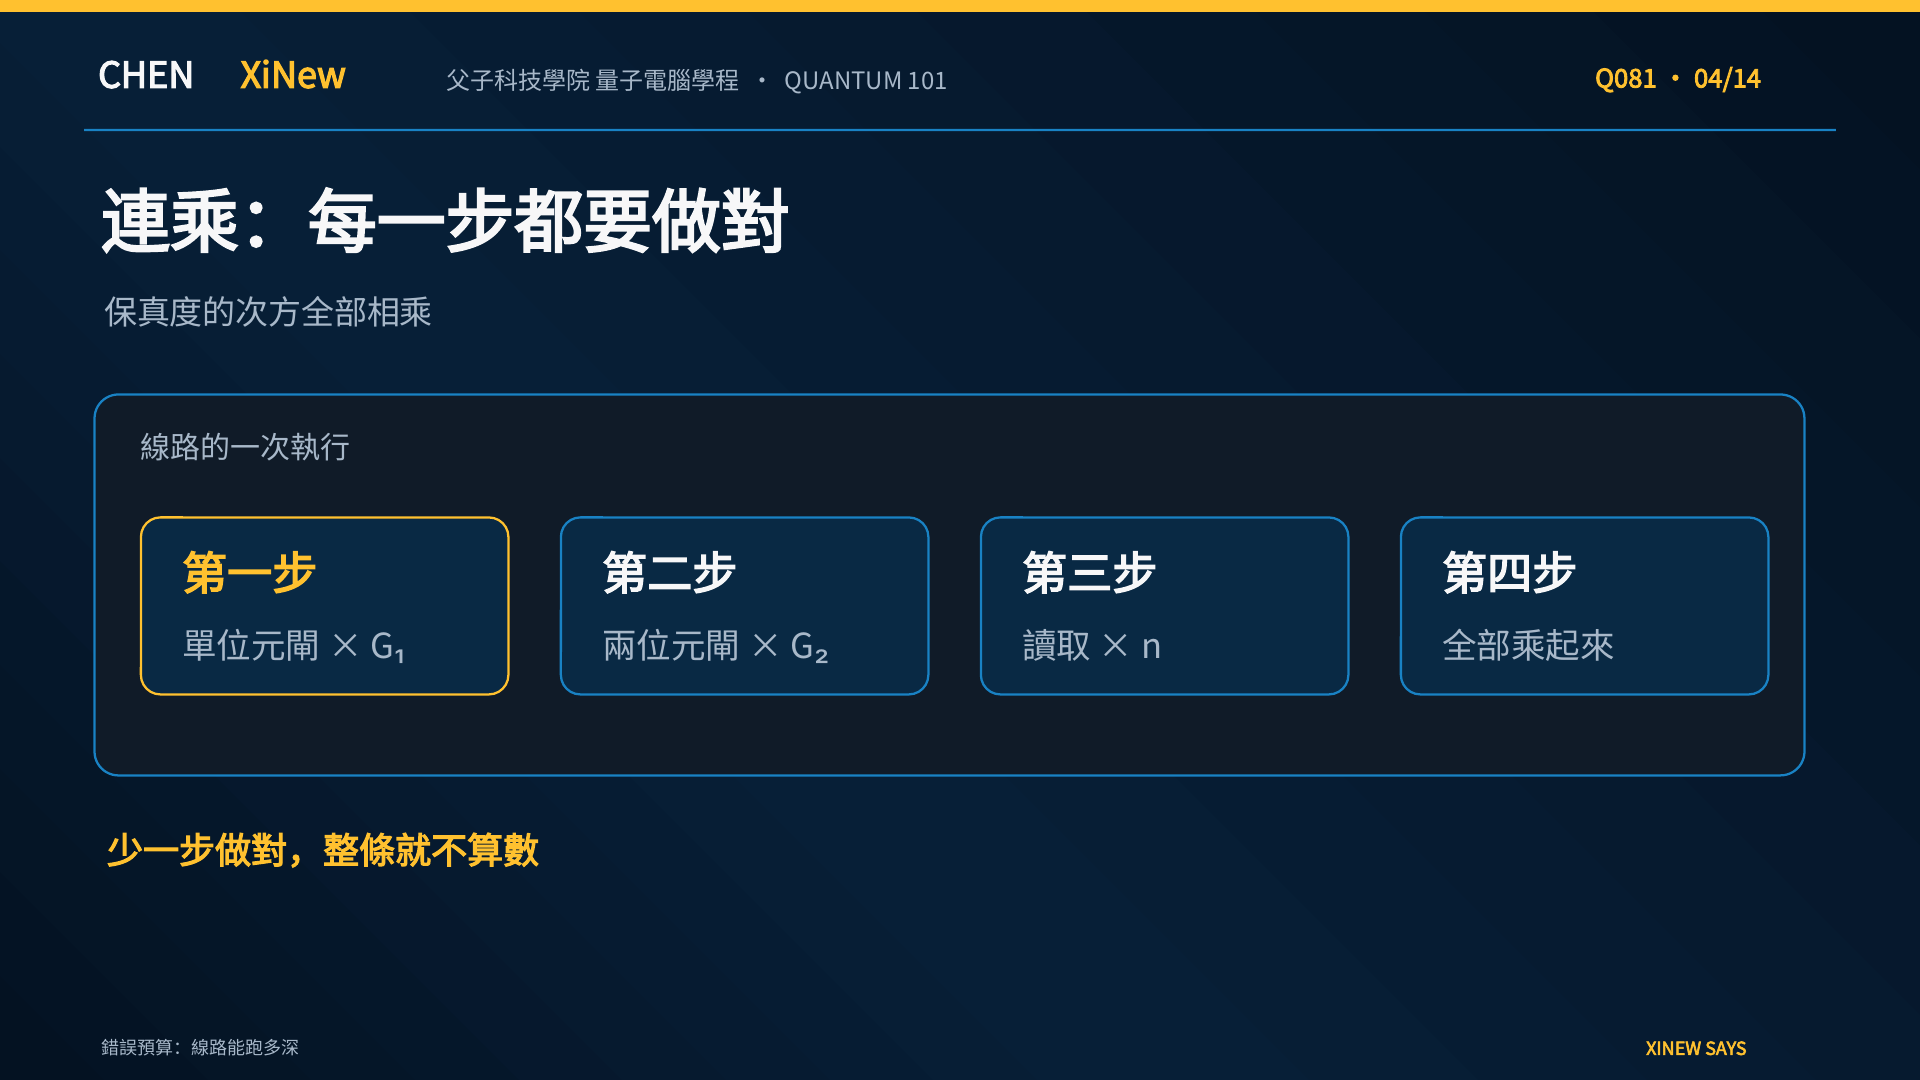 CHEN XiNew 父子科技學院 量子電腦學程 · QUANTUM 101 Q081 · 04/14
連乘：每一步都要做對
保真度的次方全部相乘
線路的一次執行
第一步
單位元閘 × G₁
第二步
兩位元閘 × G₂
第三步
讀取 × n
第四步
全部乘起來
少一步做對，整條就不算數
錯誤預算：線路能跑多深
XINEW SAYS